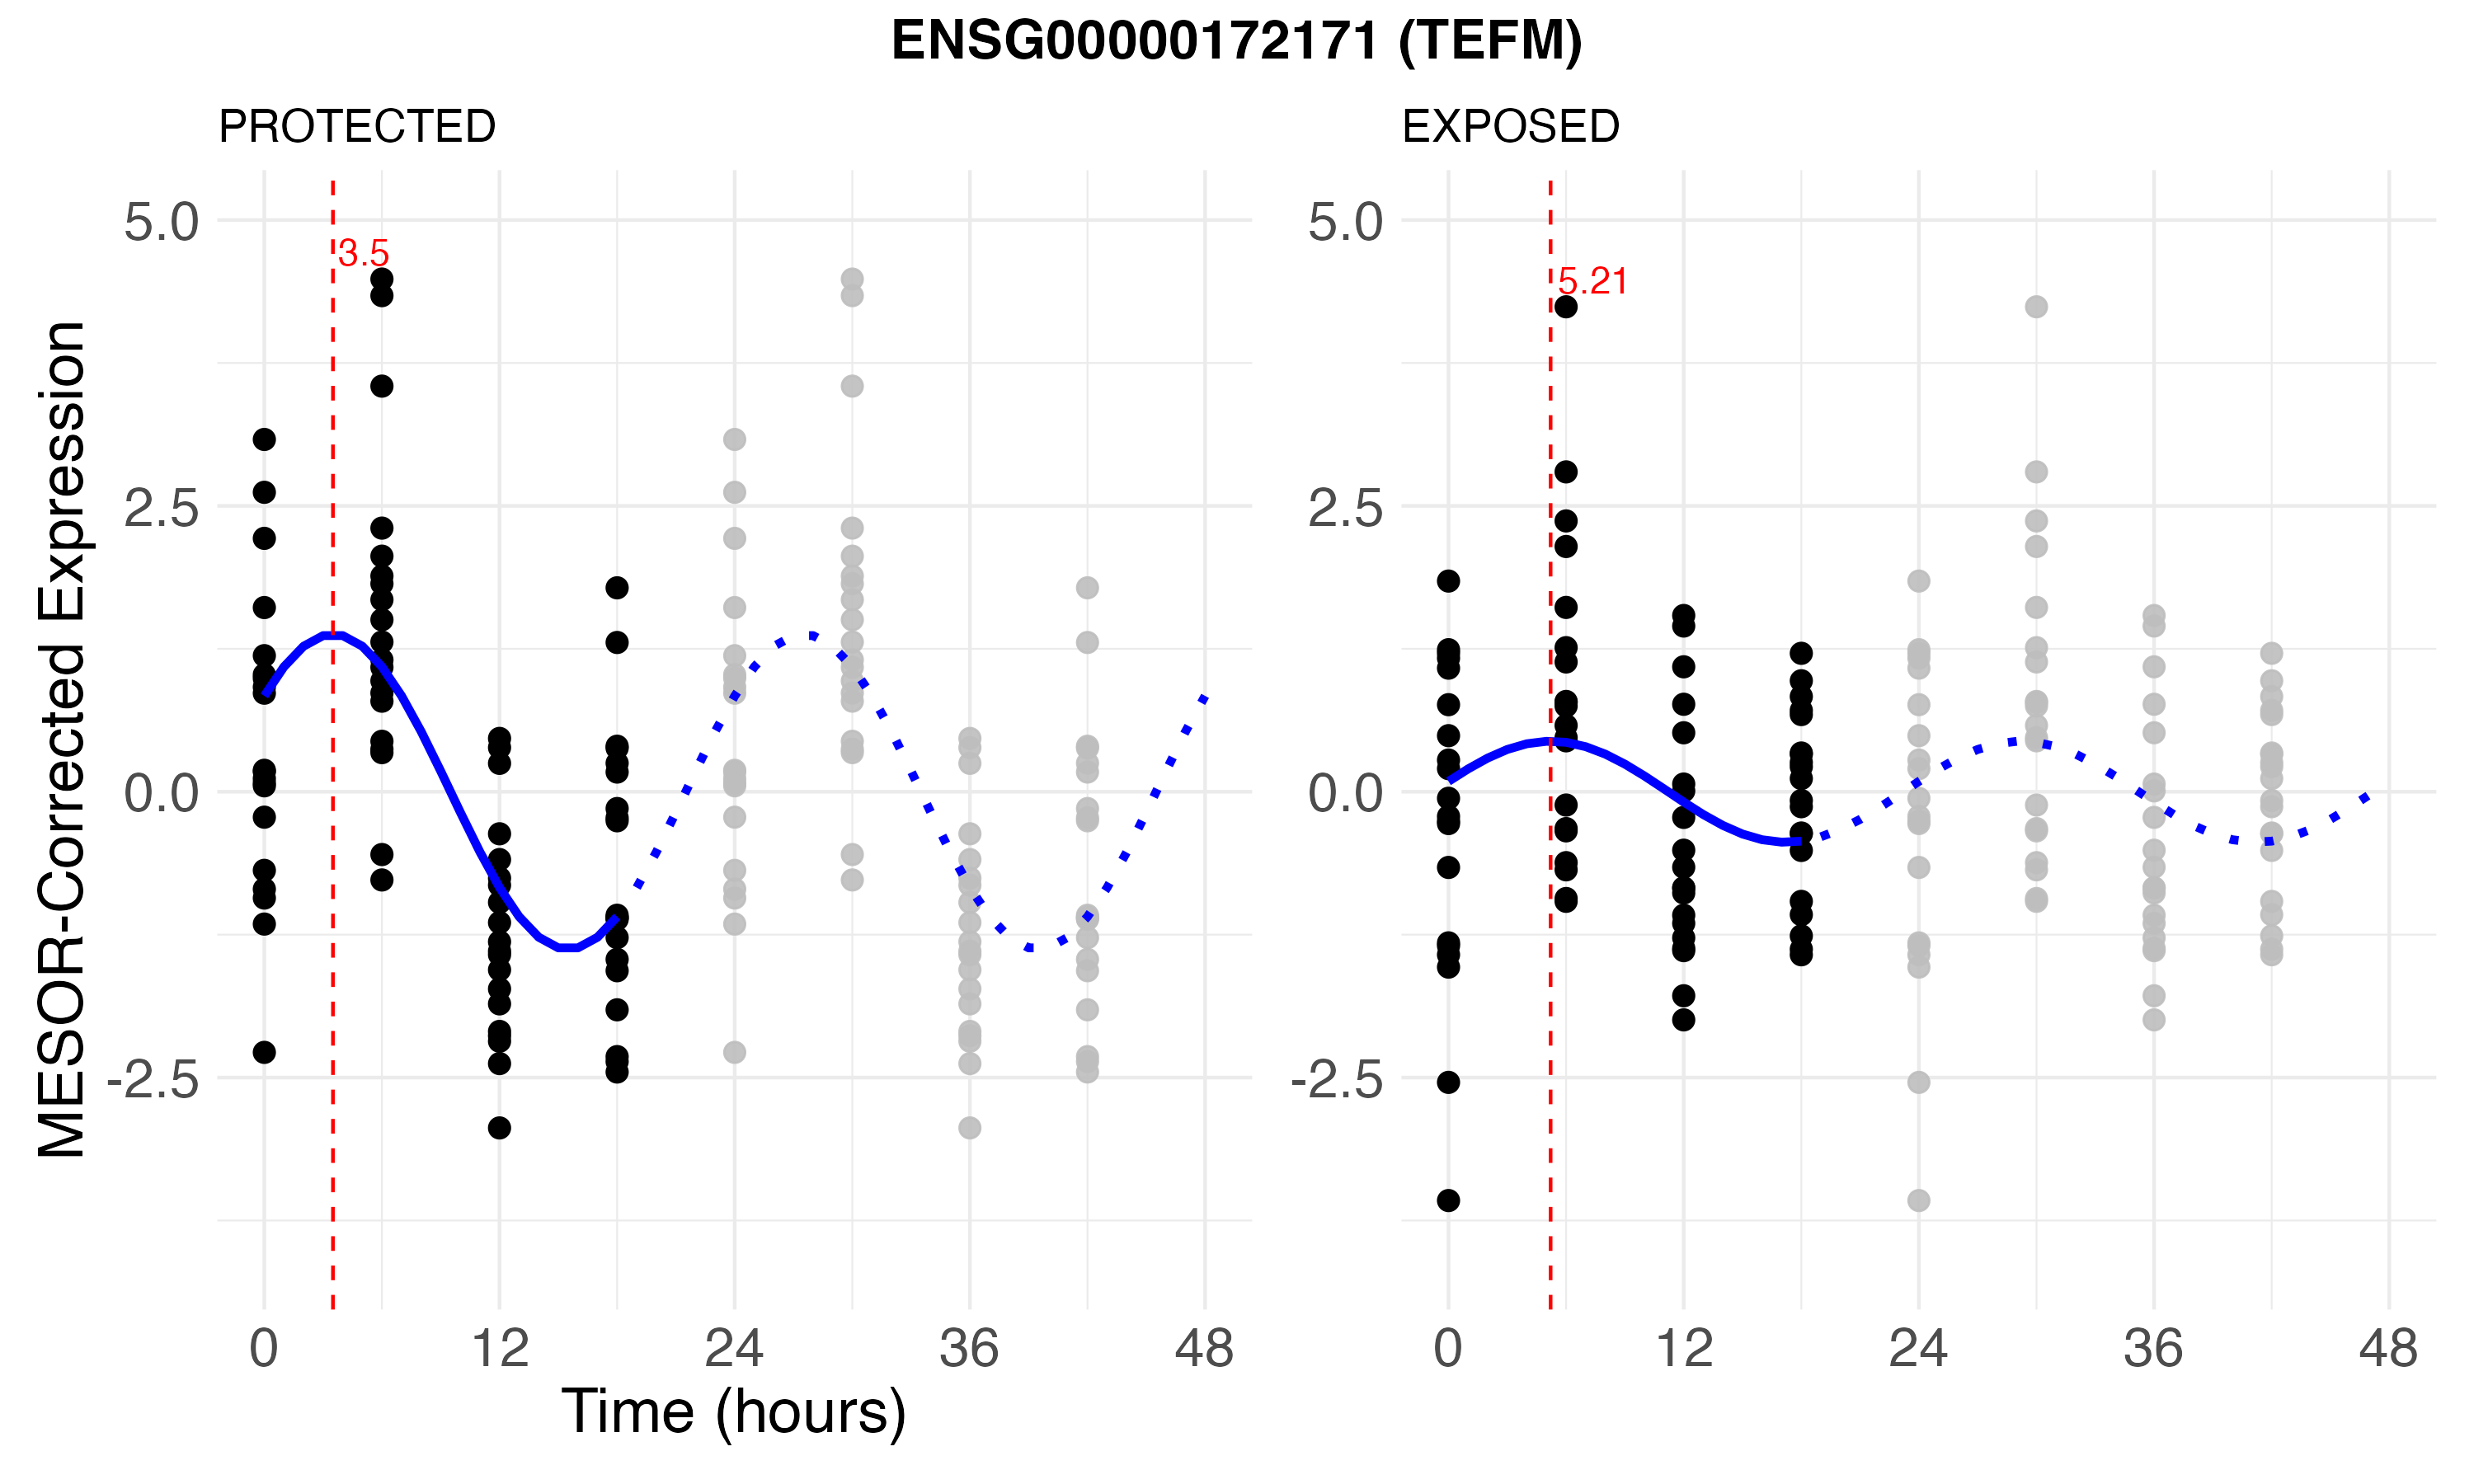 ENSG00000172171 (TEFM)
PROTECTED
EXPOSED
MESOR-Corrected Expression
5.0
2.5
0.0
-2.5
3.5
0 12 24 36 48
Time (hours)
5.0
2.5
0.0
-2.5
5.21
0 12 24 36 48